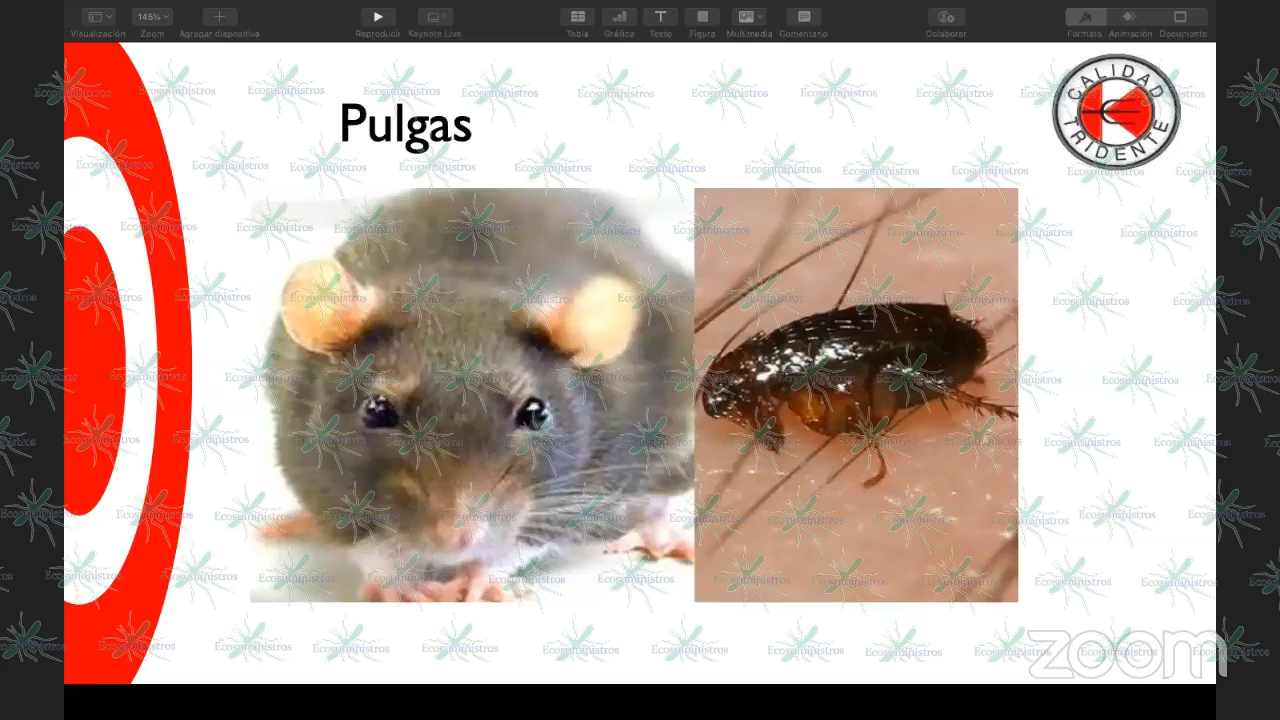 145%
Visualización Zoom Agregar diapositiva Reproducir Keynote Live Tabla Gráfica Texto Figura Multimedia Comentario Colaborar Formato Animación Documento
Pulgas
CALIDAD
TRIDENTE
Ecosuministros
zoom